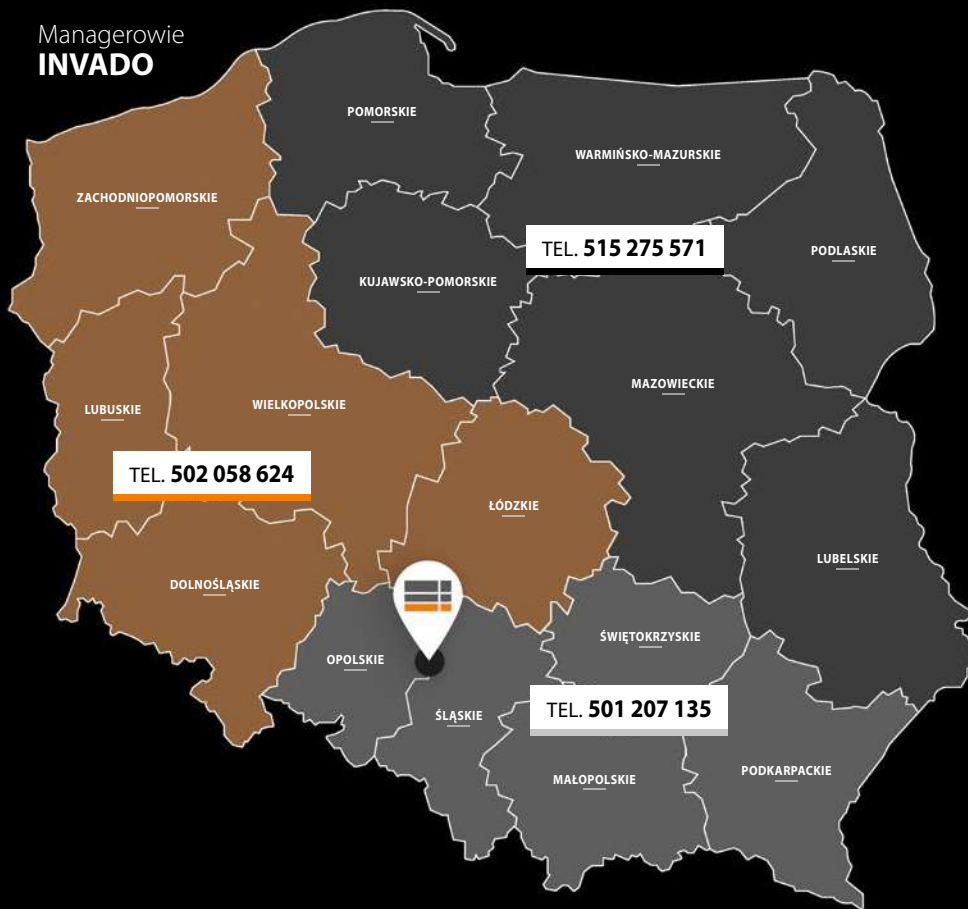 Managerowie
INVADO
POMORSKIE
WARMIŃSKO-MAZURSKIE
ZACHODNIOPOMORSKIE
TEL. 515 275 571
PODLASKIE
KUJAWSKO-POMORSKIE
MAZOWIECKIE
LUBUSKIE
WIELKOPOLSKIE
TEL. 502 058 624
ŁÓDZKIE
LUBELSKIE
DOLNOŚLĄSKIE
ŚWIĘTOKRZYSKIE
OPOLSKIE
TEL. 501 207 135
ŚLĄSKIE
PODKARPACKIE
MAŁOPOLSKIE